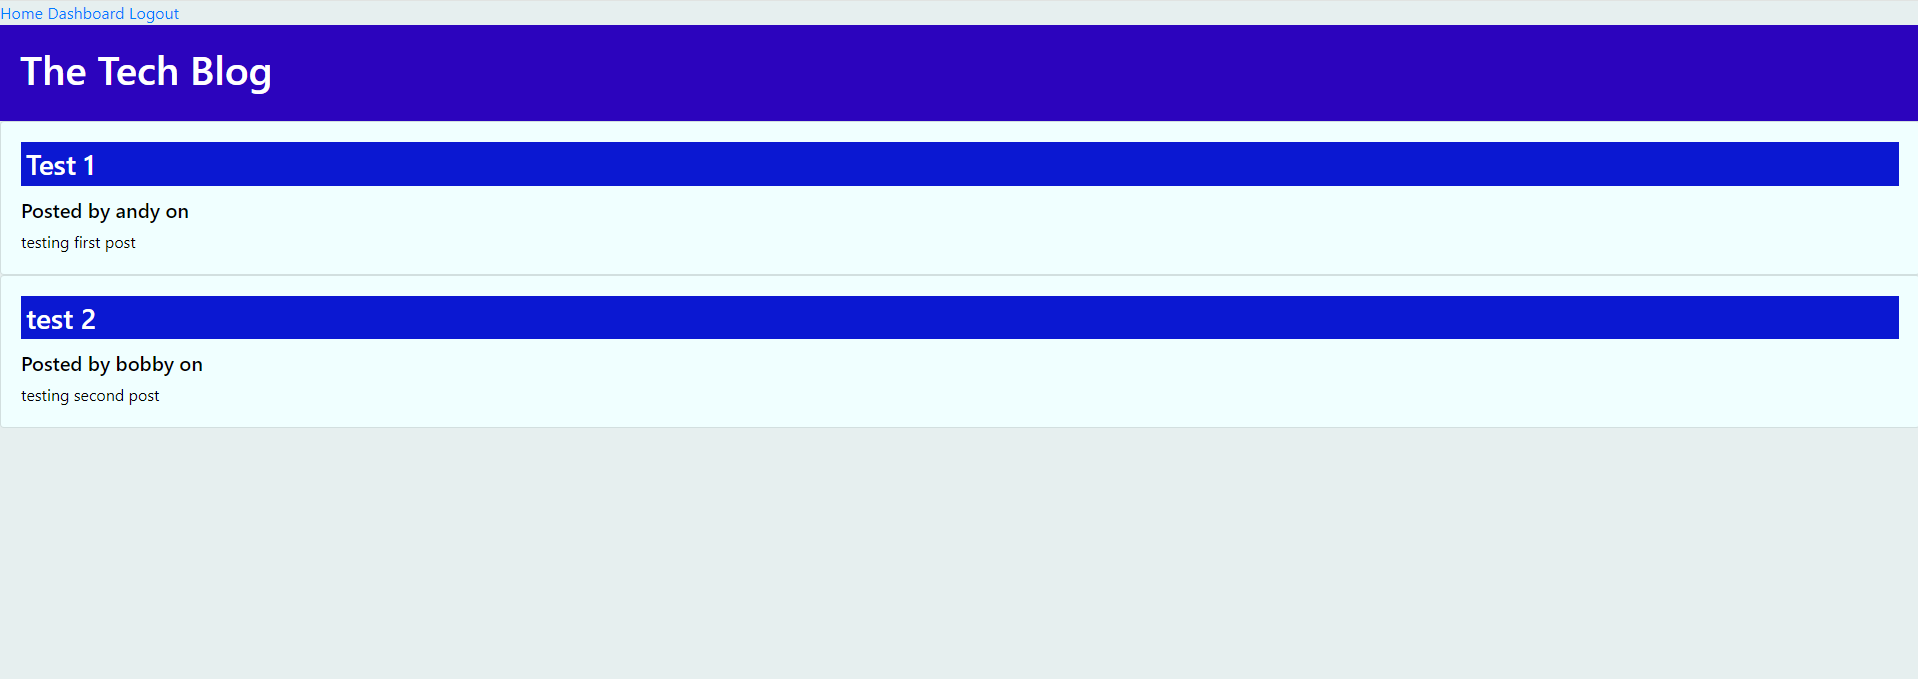 Home Dashboard Logout
The Tech Blog
Test 1
Posted by andy on
testing first post
test 2
Posted by bobby on
testing second post